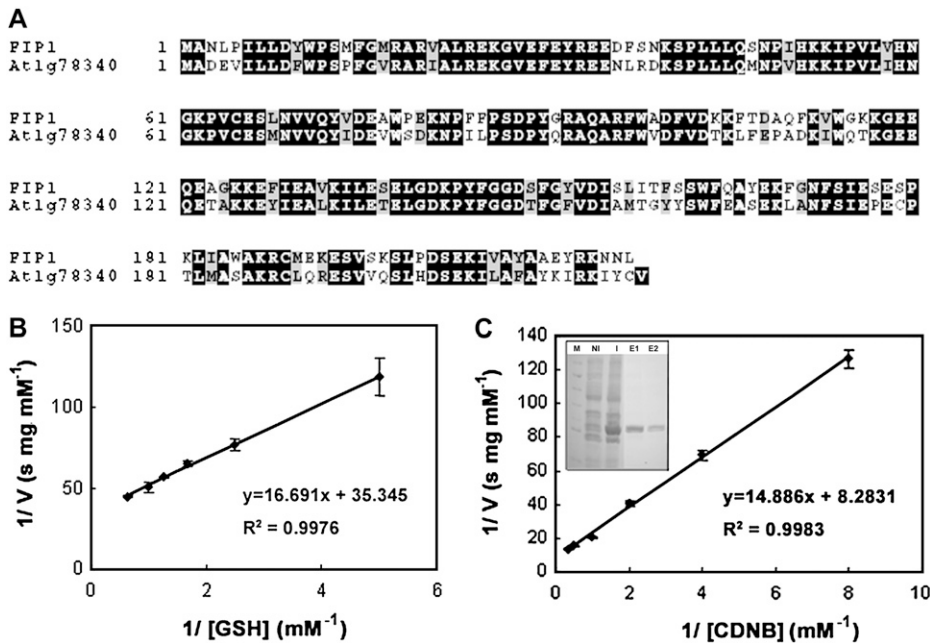 A
FIP1 1 MANLPILLDYWPSMFGMRARVALREKGVEFEYREEDFSNKSPLLLQSNPIHKKIPVLVHN
At1g78340 1 MADEVILLDFWPSPFGVRARIALREKGVEFEYREENLRDKSPLLLQMNPVHKKIPVLIHN
FIP1 61 GKPVCESLNVVQYVDEAWPEKNPFFPSDPYGRAQARFWADFVDKKFTDAQFKVWGKKGEE
At1g78340 61 GKPVCESMNVVQYIDEVWSDKNPILPSDPYQRAQARFWVDFVDTKLFEPADKIWQTKGEE
FIP1 121 QEAGKKEFIEAVKILESELGDKPYFGGDSFGYVDISLITFSSWFQAYEKFGNFSIESESP
At1g78340 121 QETAKKEYIEALKILETELGDKPYFGGDTFGFVDIAMTGYYSWFEASEKLANFSIEPECP
FIP1 181 KLIAWAKRCMEKESVSKSLPDSEKIVAYAAEYRKNNL
At1g78340 181 TLMASAKRCLQRESVVQSLHDSEKILAFAYKIRKIYCV
B
150
100
50
0
0 2 4 6
1/ V (s mg mM⁻¹)
y=16.691x + 35.345
R² = 0.9976
1/ [GSH] (mM⁻¹)
C
140
120
100
80
60
40
20
0
0 2 4 6 8 10
1/ V (s mg mM⁻¹)
M NI I E1 E2
y=14.886x + 8.2831
R² = 0.9983
1/ [CDNB] (mM⁻¹)